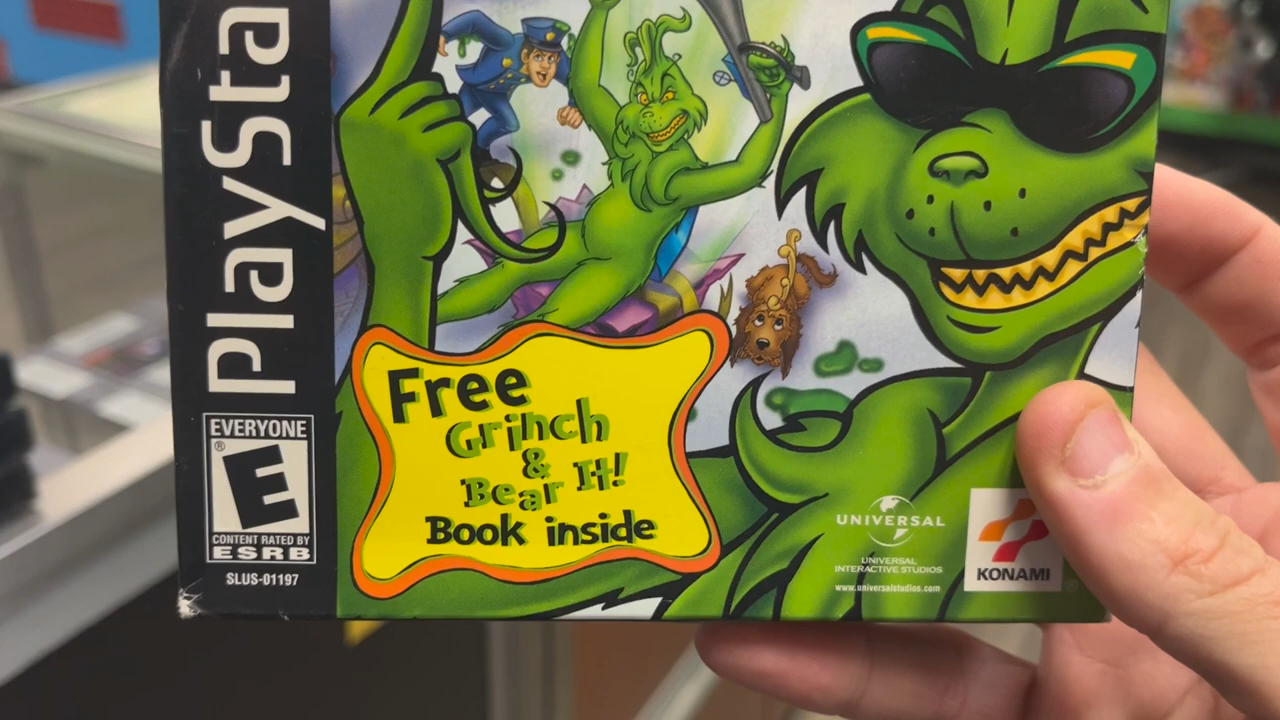 PlaySta
EVERYONE
E
®
CONTENT RATED BY
ESRB
SLUS-01197
Free
Grinch
&
Bear It!
Book inside
UNIVERSAL
UNIVERSAL
INTERACTIVE STUDIOS
www.universalstudios.com
KONAMI
®